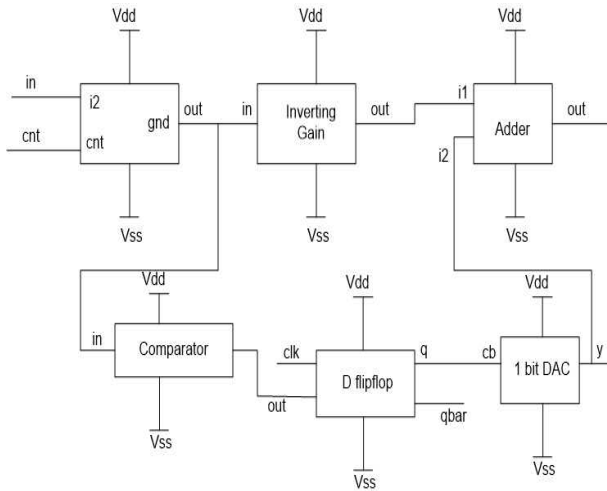 Vdd
Vdd
Vdd
in
i2
out
in
Inverting
Gain
out
i1
Adder
out
gnd
cnt
cnt
i2
Vss
Vss
Vss
Vdd
Vdd
Vdd
in
Comparator
clk
q
cb
y
D flipflop
1 bit DAC
out
qbar
Vss
Vss
Vss